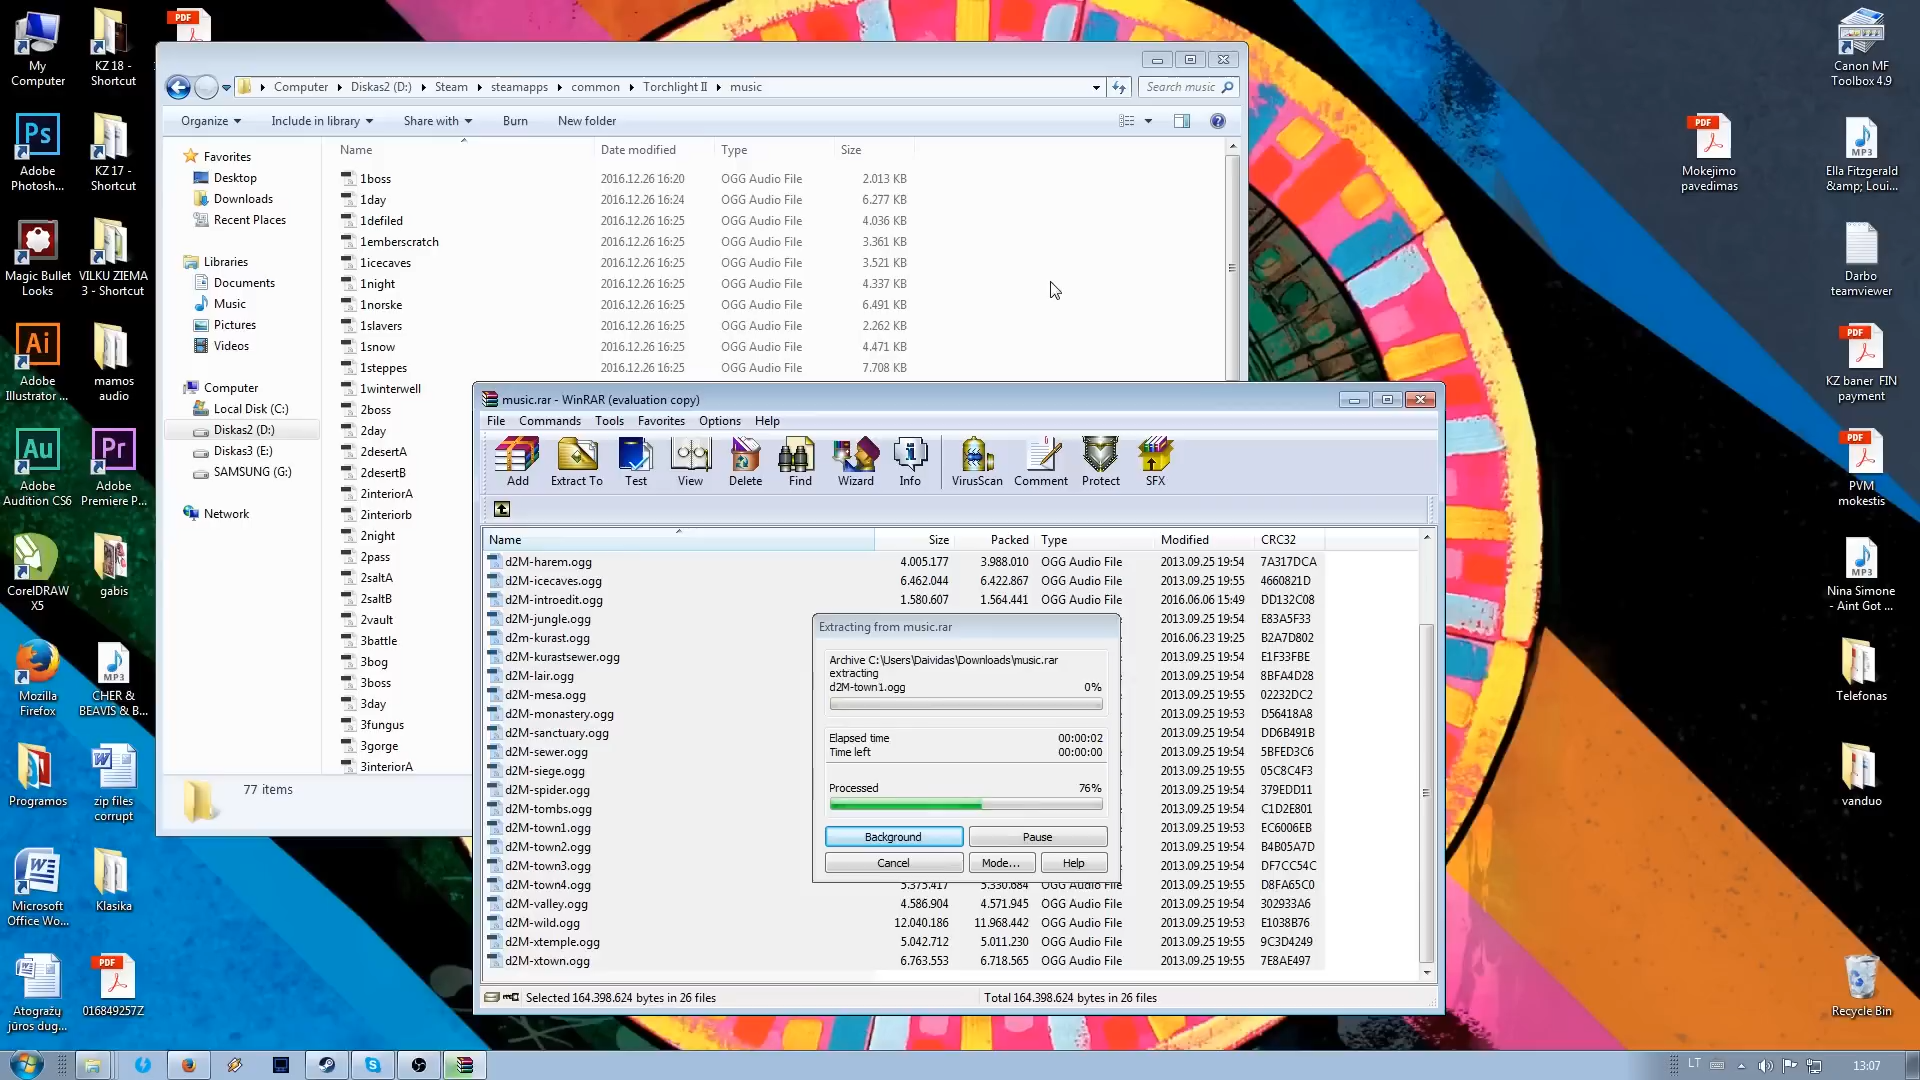 My Computer
KZ 18 - Shortcut
PDF
Adobe Photosh...
KZ 17 - Shortcut
Magic Bullet Looks
VILKU ZIEMA 3 - Shortcut
Adobe Illustrator ...
mamos audio
Adobe Audition CS6
Adobe Premiere P...
CorelDRAW X5
gabis
Mozilla Firefox
CHER & BEAVIS & B...
Programos
zip files corrupt
Microsoft Office Wo...
Klasika
Atogražų jūros dug...
016849257Z
Computer Diskas2 (D:) Steam steamapps common Torchlight II music
Search music
Organize Include in library Share with Burn New folder
Favorites
Desktop
Downloads
Recent Places
Libraries
Documents
Music
Pictures
Videos
Computer
Local Disk (C:)
Diskas2 (D:)
Diskas3 (E:)
SAMSUNG (G:)
Network
Name Date modified Type Size
1boss 2016.12.26 16:20 OGG Audio File 2.013 KB
1day 2016.12.26 16:24 OGG Audio File 6.277 KB
1defiled 2016.12.26 16:25 OGG Audio File 4.036 KB
1emberscratch 2016.12.26 16:25 OGG Audio File 3.361 KB
1icecaves 2016.12.26 16:25 OGG Audio File 3.521 KB
1night 2016.12.26 16:25 OGG Audio File 4.337 KB
1norske 2016.12.26 16:25 OGG Audio File 6.491 KB
1slavers 2016.12.26 16:25 OGG Audio File 2.262 KB
1snow 2016.12.26 16:25 OGG Audio File 4.471 KB
1steppes 2016.12.26 16:25 OGG Audio File 7.708 KB
1winterwell
2boss
2day
2desertA
2desertB
2interiorA
2interiorb
2night
2pass
2saltA
2saltB
2vault
3battle
3bog
3boss
3day
3fungus
3gorge
3interiorA
77 items
music.rar - WinRAR (evaluation copy)
File Commands Tools Favorites Options Help
Add Extract To Test View Delete Find Wizard Info VirusScan Comment Protect SFX
Name Size Packed Type Modified CRC32
d2M-harem.ogg 4.005.177 3.988.010 OGG Audio File 2013.09.25 19:54 7A317DCA
d2M-icecaves.ogg 6.462.044 6.422.867 OGG Audio File 2013.09.25 19:55 4660821D
d2M-introedit.ogg 1.580.607 1.564.441 OGG Audio File 2016.06.06 15:49 DD132C08
d2M-jungle.ogg 2013.09.25 19:54 E83A5F33
d2m-kurast.ogg 2016.06.23 19:25 B2A7D802
d2M-kurastsewer.ogg 2013.09.25 19:54 E1F33FBE
d2M-lair.ogg 2013.09.25 19:54 8BFA4D28
d2M-mesa.ogg 2013.09.25 19:55 02232DC2
d2M-monastery.ogg 2013.09.25 19:53 D56418A8
d2M-sanctuary.ogg 2013.09.25 19:54 DD6B491B
d2M-sewer.ogg 2013.09.25 19:55 5BFED3C6
d2M-siege.ogg 2013.09.25 19:55 05C8C4F3
d2M-spider.ogg 2013.09.25 19:54 379EDD11
d2M-tombs.ogg 2013.09.25 19:54 C1D2E801
d2M-town1.ogg 2013.09.25 19:53 EC6006EB
d2M-town2.ogg 2013.09.25 19:54 B4B05A7D
d2M-town3.ogg 2013.09.25 19:54 DF7CC54C
d2M-town4.ogg 5.375.417 5.330.684 OGG Audio File 2013.09.25 19:55 D8FA65C0
d2M-valley.ogg 4.586.904 4.571.945 OGG Audio File 2013.09.25 19:54 302933A6
d2M-wild.ogg 12.040.186 11.968.442 OGG Audio File 2013.09.25 19:53 E1038B76
d2M-xtemple.ogg 5.042.712 5.011.230 OGG Audio File 2013.09.25 19:55 9C3D4249
d2M-xtown.ogg 6.763.553 6.718.565 OGG Audio File 2013.09.25 19:55 7E8AE497
Selected 164.398.624 bytes in 26 files Total 164.398.624 bytes in 26 files
Extracting from music.rar
Archive C:\Users\Daividas\Downloads\music.rar
extracting
d2M-town1.ogg 0%
Elapsed time 00:00:02
Time left 00:00:00
Processed 76%
Background Pause
Cancel Mode... Help
Canon MF Toolbox 4.9
PDF
Mokejimo pavedimas
MP3
Ella Fitzgerald &amp; Loui...
Darbo teamviewer
PDF
KZ baner FIN payment
PDF
PVM mokestis
MP3
Nina Simone - Aint Got ...
Telefonas
vanduo
Recycle Bin
LT
13:07